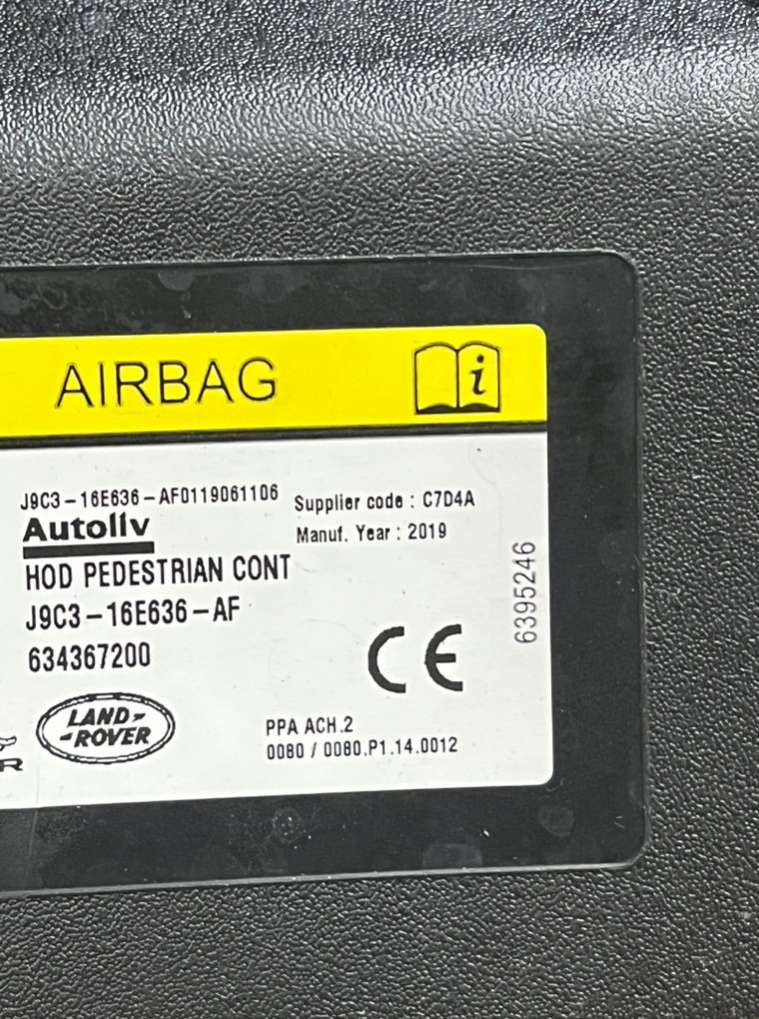 AIRBAG
i
J9C3-16E636-AF0119061106
Supplier code : C7D4A
Autoliv
Manuf. Year : 2019
HOD PEDESTRIAN CONT
J9C3-16E636-AF
634367200
6395246
CE
LAND-
-ROVER
R
PPA ACH.2
0080 / 0080.P1.14.0012